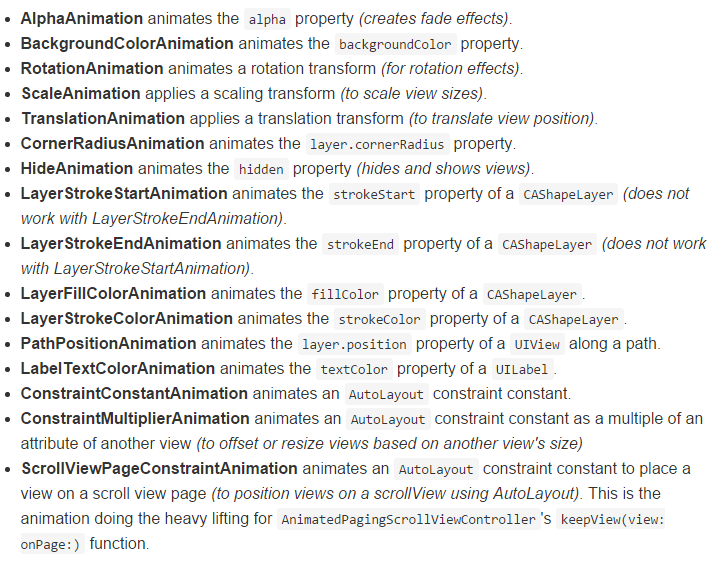 • AlphaAnimation animates the alpha property (creates fade effects).
• BackgroundColorAnimation animates the backgroundColor property.
• RotationAnimation animates a rotation transform (for rotation effects).
• ScaleAnimation applies a scaling transform (to scale view sizes).
• TranslationAnimation applies a translation transform (to translate view position).
• CornerRadiusAnimation animates the layer.cornerRadius property.
• HideAnimation animates the hidden property (hides and shows views).
• LayerStrokeStartAnimation animates the strokeStart property of a CAShapeLayer (does not
work with LayerStrokeEndAnimation).
• LayerStrokeEndAnimation animates the strokeEnd property of a CAShapeLayer (does not work
with LayerStrokeStartAnimation).
• LayerFillColorAnimation animates the fillColor property of a CAShapeLayer.
• LayerStrokeColorAnimation animates the strokeColor property of a CAShapeLayer.
• PathPositionAnimation animates the layer.position property of a UIView along a path.
• LabelTextColorAnimation animates the textColor property of a UILabel.
• ConstraintConstantAnimation animates an AutoLayout constraint constant.
• ConstraintMultiplierAnimation animates an AutoLayout constraint constant as a multiple of an
attribute of another view (to offset or resize views based on another view's size)
• ScrollViewPageConstraintAnimation animates an AutoLayout constraint constant to place a
view on a scroll view page (to position views on a scrollView using AutoLayout). This is the
animation doing the heavy lifting for AnimatedPagingScrollViewController's keepView(view:
onPage:) function.